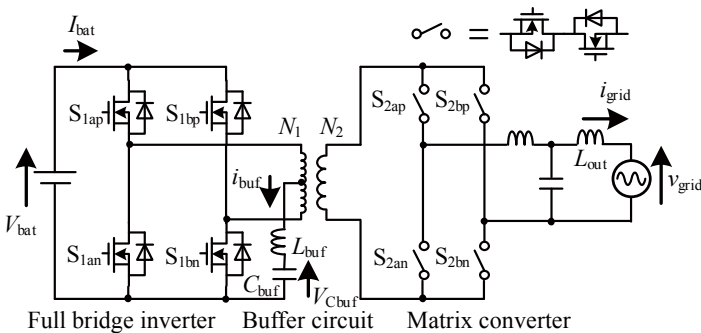 I_bat
=
S_1ap S_1bp N_1 N_2 S_2ap S_2bp i_grid
i_buf L_out
V_bat v_grid
S_1an S_1bn L_buf S_2an S_2bn
C_buf V_Cbuf
Full bridge inverter Buffer circuit Matrix converter